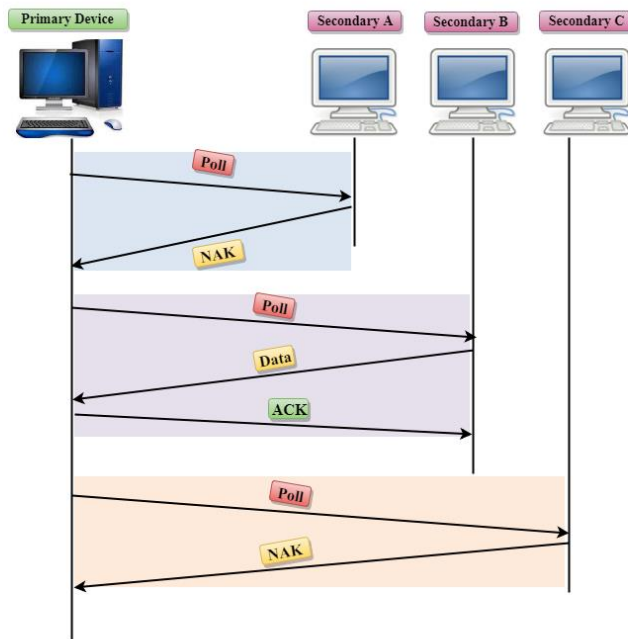 Primary Device
Secondary A
Secondary B
Secondary C
Poll
NAK
Poll
Data
ACK
Poll
NAK